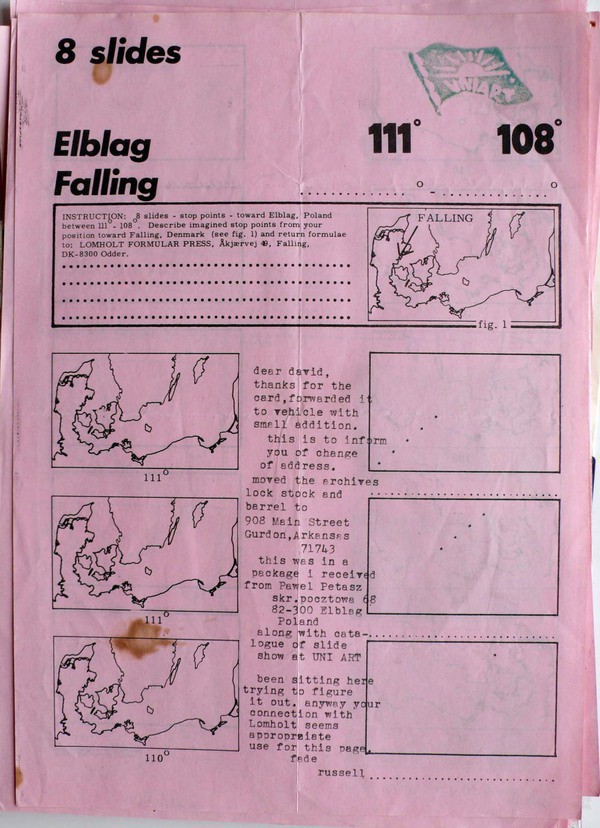 8 slides
UNIART
Elblag
111° 108°
Falling
INSTRUCTION: 8 slides - stop points - toward Elblag, Poland
between 111° - 108°. Describe imagined stop points from your
position toward Falling, Denmark (see fig. 1) and return formulae
to: LOMHOLT FORMULAR PRESS, Åkjærvej 40, Falling,
DK-8300 Odder.
FALLING
fig. 1
dear david,
thanks for the
card,forwarded it
to vehicle with
small addition.
this is to inform
you of change
of address.
moved the archives
lock stock and
barrel to
908 Main Street
Gurdon,Arkansas
71743
this was in a
package i received
from Pawel Petasz
skr.pocztowa 68
82-300 Elblag
Poland
along with cata-
logue of slide
show at UNI ART
been sitting here
trying to figure
it out. anyway your
connection with
Lomholt seems
appropraiate
use for this page.
fade
russell
111°
111°
110°